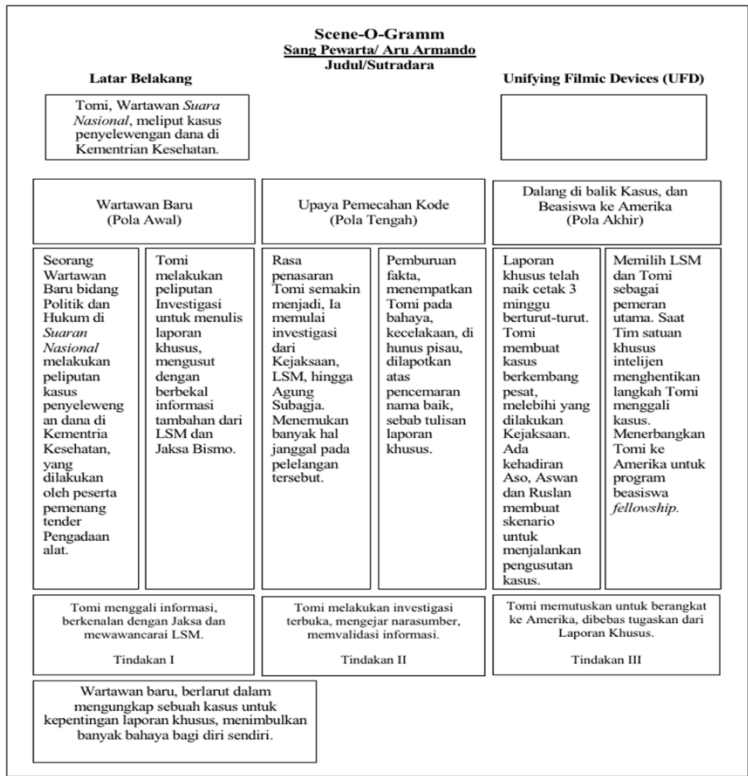 Scene-O-Gramm
Sang Pewarta/ Aru Armando
Judul/Sutradara
Latar Belakang
Unifying Filmic Devices (UFD)
Tomi, Wartawan Suara
Nasional, meliput kasus
penyelewengan dana di
Kementrian Kesehatan.
Wartawan Baru
(Pola Awal)
Upaya Pemecahan Kode
(Pola Tengah)
Dalang di balik Kasus, dan
Beasiswa ke Amerika
(Pola Akhir)
Seorang
Wartawan
Baru bidang
Politik dan
Hukum di
Suaran
Nasional
melakukan
peliputan
kasus
penyeleweng
an dana di
Kementria
Kesehatan,
yang
dilakukan
oleh peserta
pemenang
tender
Pengadaan
alat.
Tomi
melakukan
peliputan
Investigasi
untuk menulis
laporan
khusus,
mengusut
dengan
berbekal
informasi
tambahan dari
LSM dan
Jaksa Bismo.
Rasa
penasaran
Tomi semakin
menjadi, Ia
memulai
investigasi
dari
Kejaksaan,
LSM, hingga
Agung
Subagja.
Menemukan
banyak hal
janggal pada
pelelangan
tersebut.
Pemburuan
fakta,
menempatkan
Tomi pada
bahaya,
kecelakaan, di
hunus pisau,
dilapotkan
atas
pencemaran
nama baik,
sebab tulisan
laporan
khusus.
Laporan
khusus telah
naik cetak 3
minggu
berturut-turut.
Tomi
membuat
kasus
berkembang
pesat,
melebihi yang
dilakukan
Kejaksaan.
Ada
kehadiran
Aso, Aswan
dan Ruslan
membuat
skenario
untuk
menjalankan
pengusutan
kasus.
Memilih LSM
dan Tomi
sebagai
pemeran
utama. Saat
Tim satuan
khusus
intelijen
menghentikan
langkah Tomi
menggali
kasus.
Menerbangkan
Tomi ke
Amerika untuk
program
beasiswa
fellowship.
Tomi menggali informasi,
berkenalan dengan Jaksa dan
mewawancarai LSM.
Tindakan I
Tomi melakukan investigasi
terbuka, mengejar narasumber,
memvalidasi informasi.
Tindakan II
Tomi memutuskan untuk berangkat
ke Amerika, dibebas tugaskan dari
Laporan Khusus.
Tindakan III
Wartawan baru, berlarut dalam
mengungkap sebuah kasus untuk
kepentingan laporan khusus, menimbulkan
banyak bahaya bagi diri sendiri.